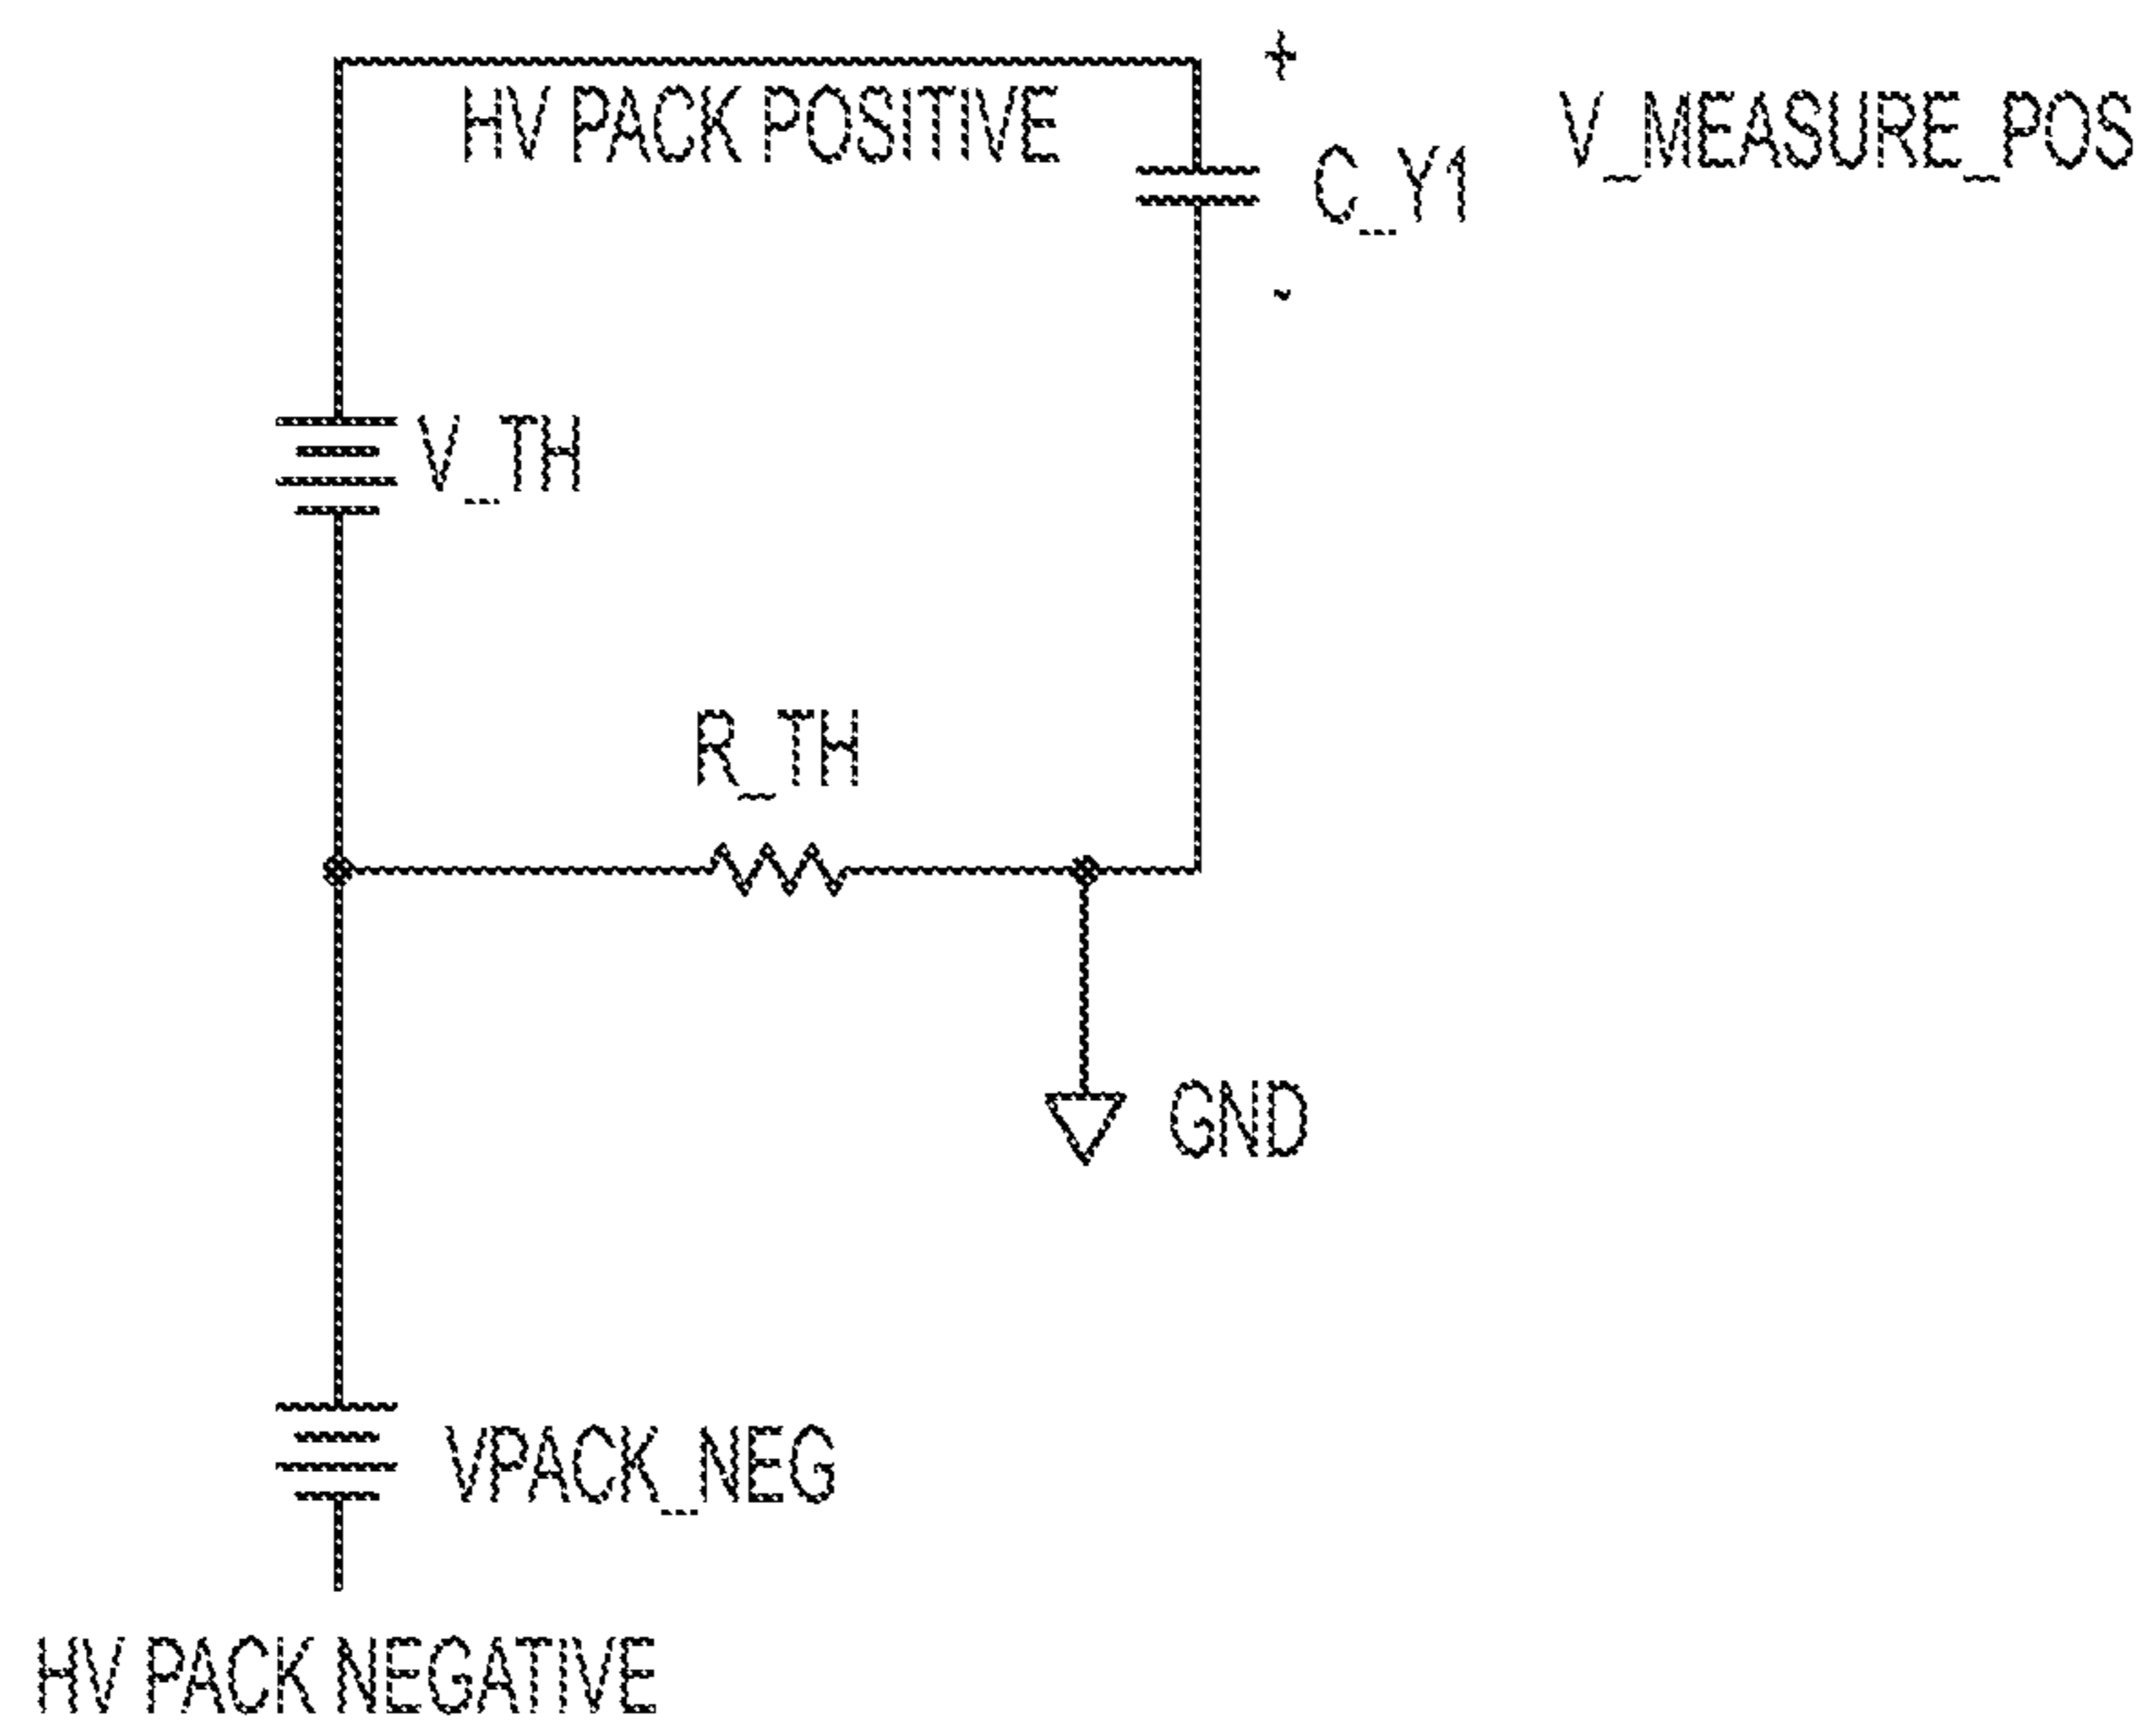 +
HV PACK POSITIVE
V_MEASURE_POS
C_Y1
-
V_TH
R_TH
GND
VPACK_NEG
HV PACK NEGATIVE